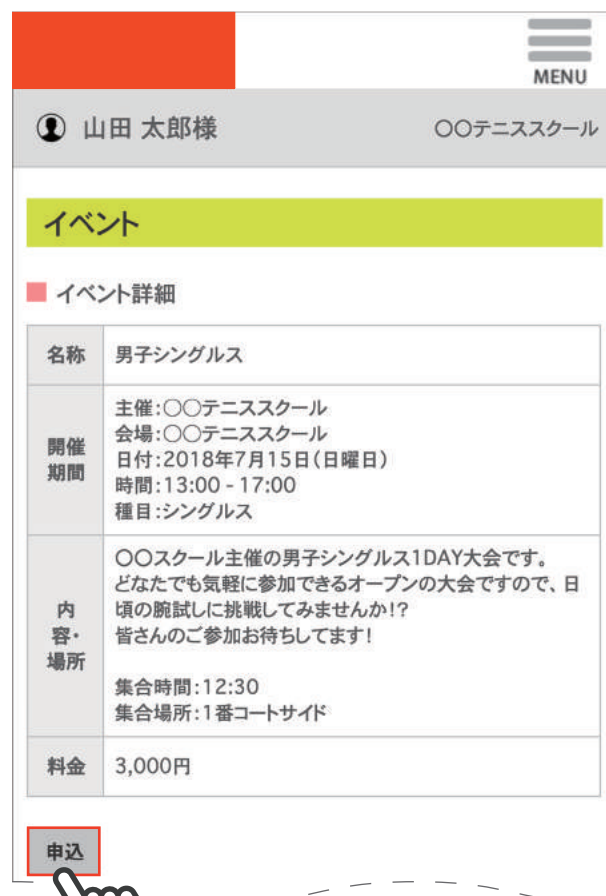 MENU
山田 太郎様
〇〇テニススクール
イベント
イベント詳細
名称
男子シングルス
開催
期間
主催:〇〇テニススクール
会場:〇〇テニススクール
日付:2018年7月15日(日曜日)
時間:13:00 - 17:00
種目:シングルス
内
容・
場所
〇〇スクール主催の男子シングルス1DAY大会です。
どなたでも気軽に参加できるオープンの大会ですので、日
頃の腕試しに挑戦してみませんか!?
皆さんのご参加お待ちしてます!
集合時間:12:30
集合場所:1番コートサイド
料金
3,000円
申込